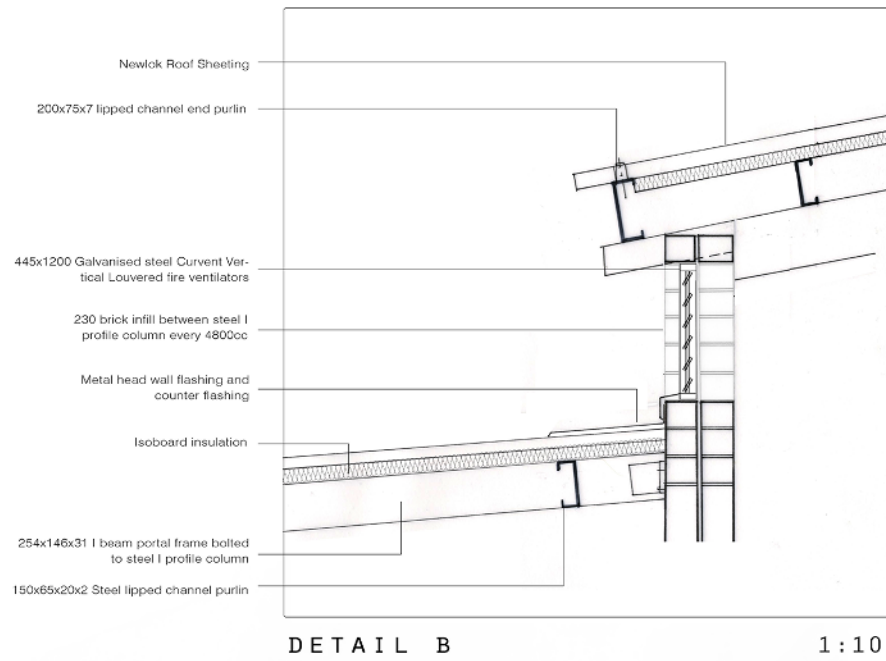 Newlok Roof Sheeting
200x75x7 lipped channel end purlin
445x1200 Galvanised steel Curvent Ver-
tical Louvered fire ventilators
230 brick infill between steel I
profile column every 4800cc
Metal head wall flashing and
counter flashing
Isoboard insulation
254x146x31 I beam portal frame bolted
to steel I profile column
150x65x20x2 Steel lipped channel purlin
DETAIL B
1:10